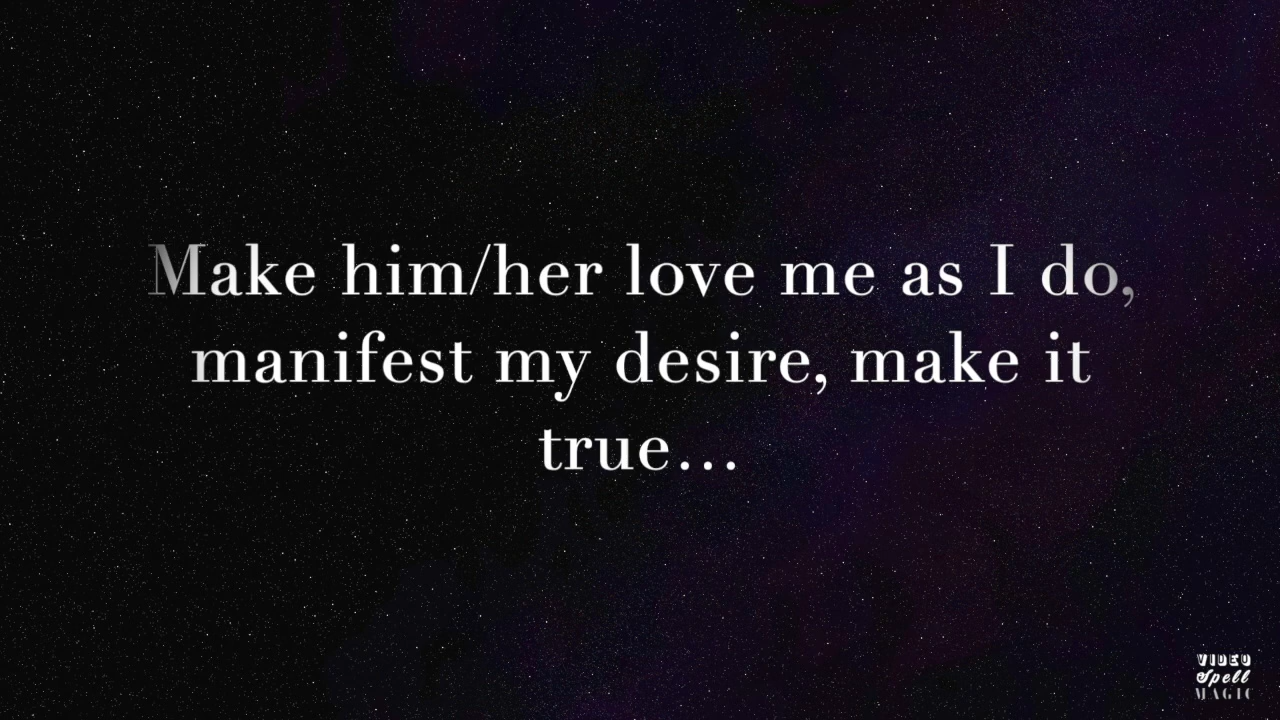 Make him/her love me as I do,
manifest my desire, make it
true...
VIDEO
Spell
MAGIC